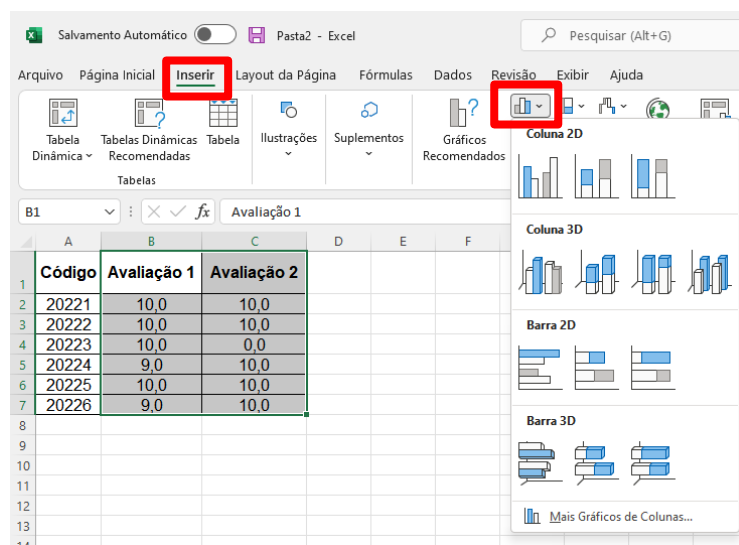 Salvamento Automático
Pasta2 - Excel
Pesquisar (Alt+G)
Arquivo Página Inicial Inserir Layout da Página Fórmulas Dados Revisão Exibir Ajuda
Tabela Dinâmica
Tabelas Dinâmicas Recomendadas
Tabela
Ilustrações
Suplementos
Gráficos Recomendados
Tabelas
B1
fx
Avaliação 1
A B C D E F
1 Código Avaliação 1 Avaliação 2
2 20221 10,0 10,0
3 20222 10,0 10,0
4 20223 10,0 0,0
5 20224 9,0 10,0
6 20225 10,0 10,0
7 20226 9,0 10,0
8
9
10
11
12
13
14
Coluna 2D
Coluna 3D
Barra 2D
Barra 3D
Mais Gráficos de Colunas...